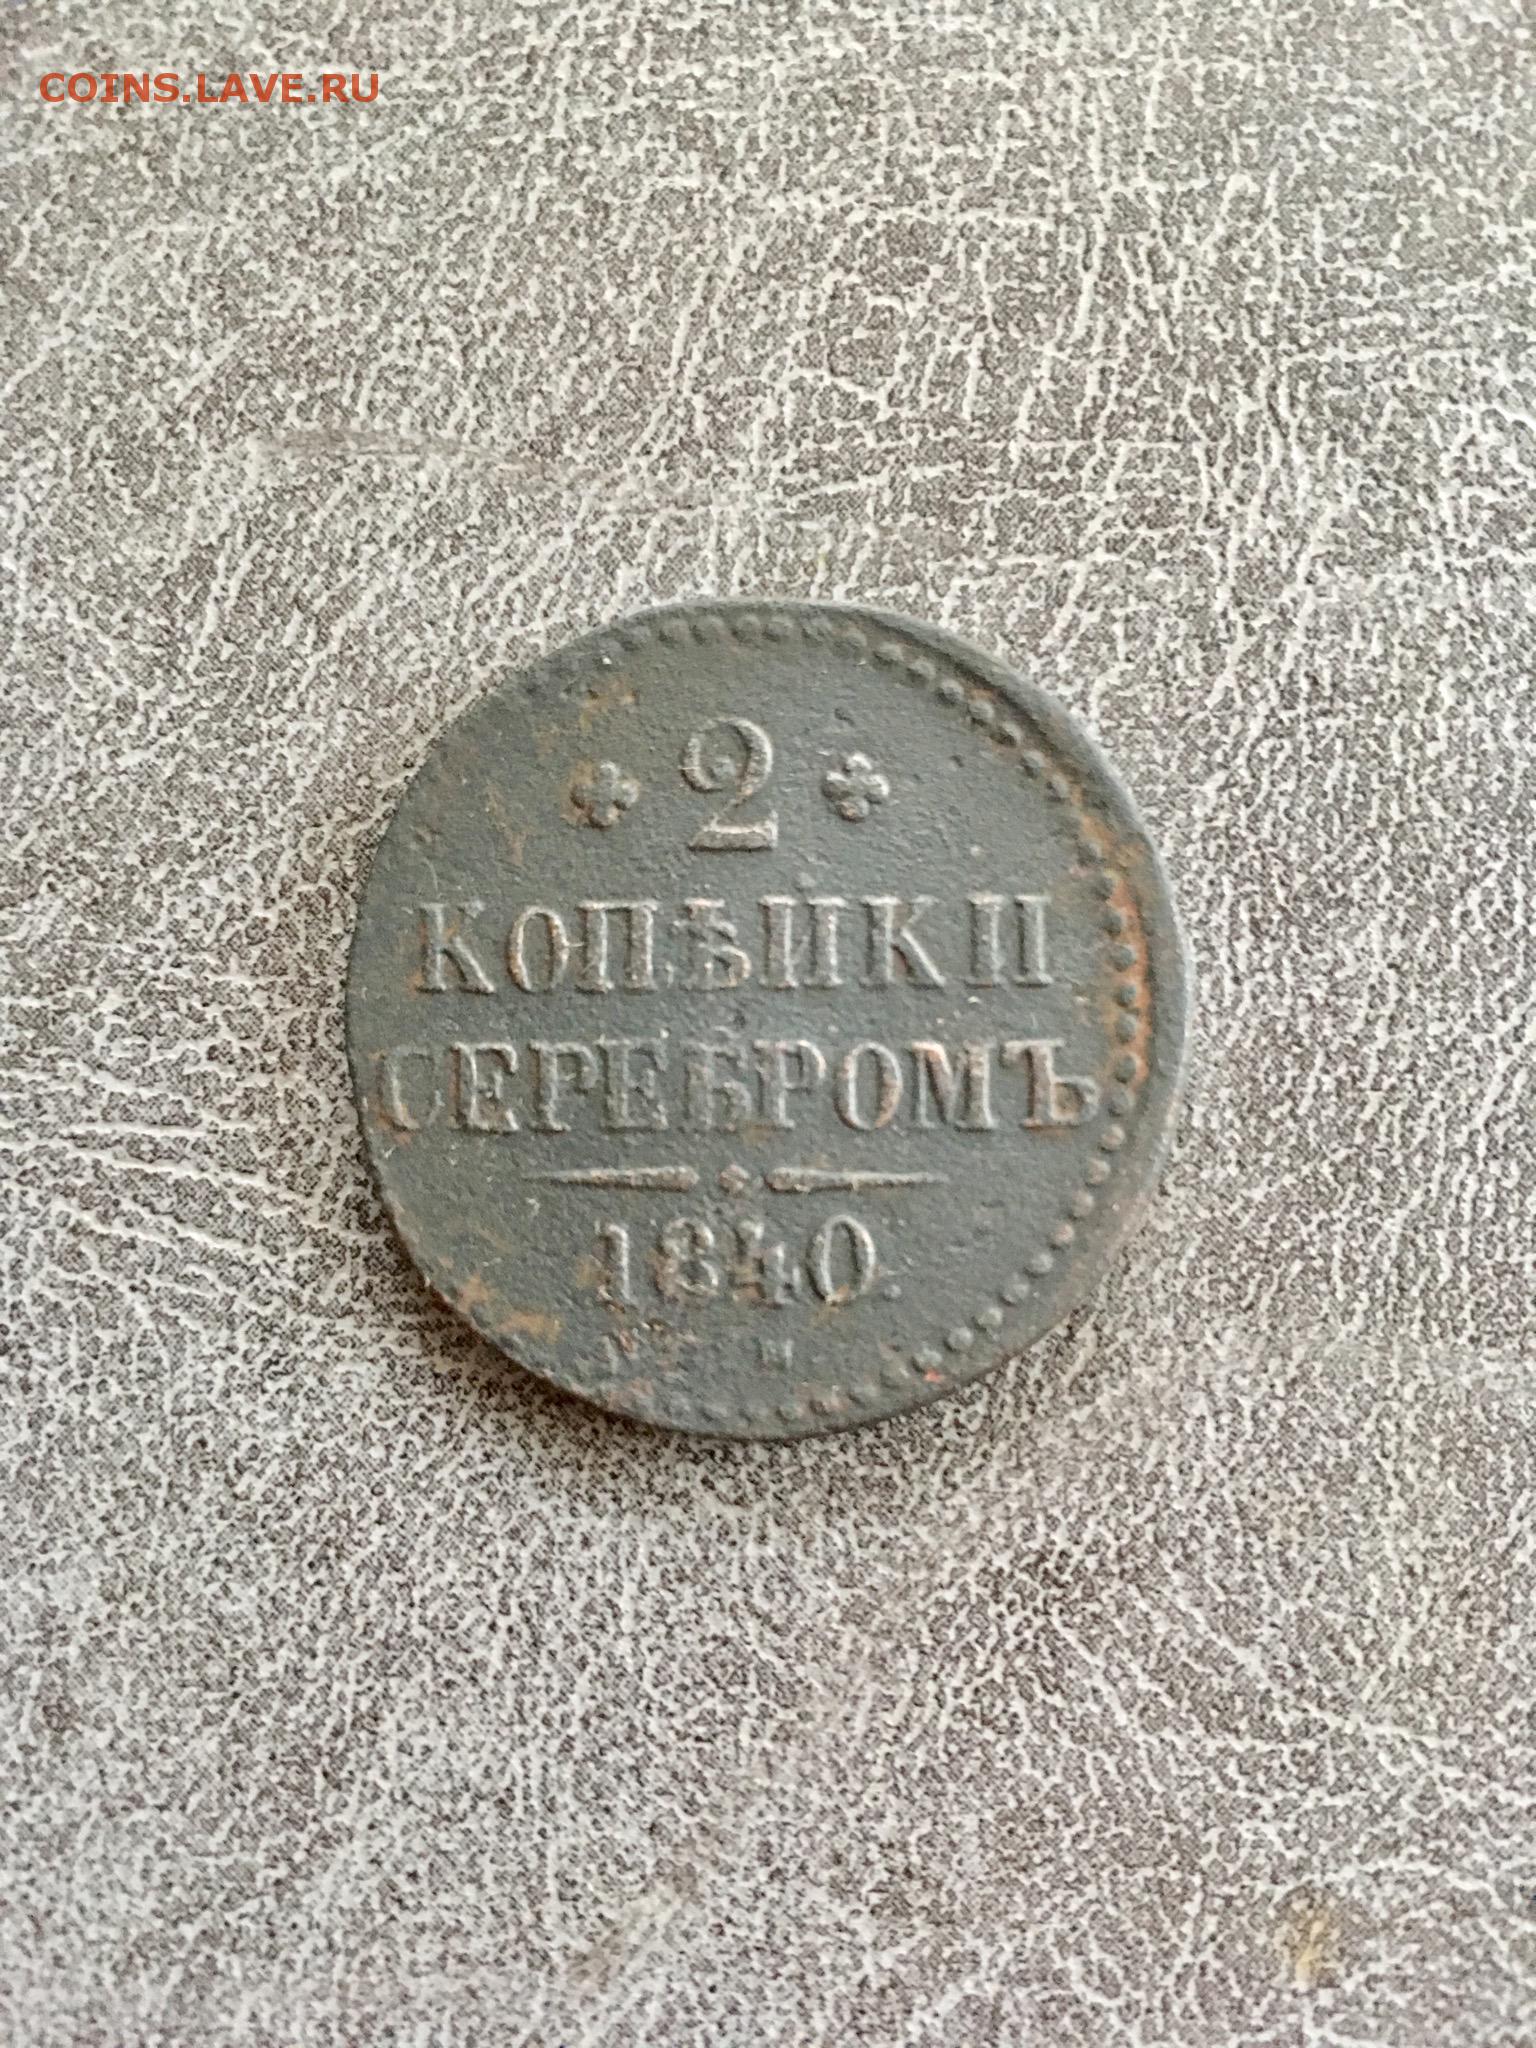 COINS.LAVE.RU
2
КОПѢЙКИ
СЕРЕБРОМЪ
1840.